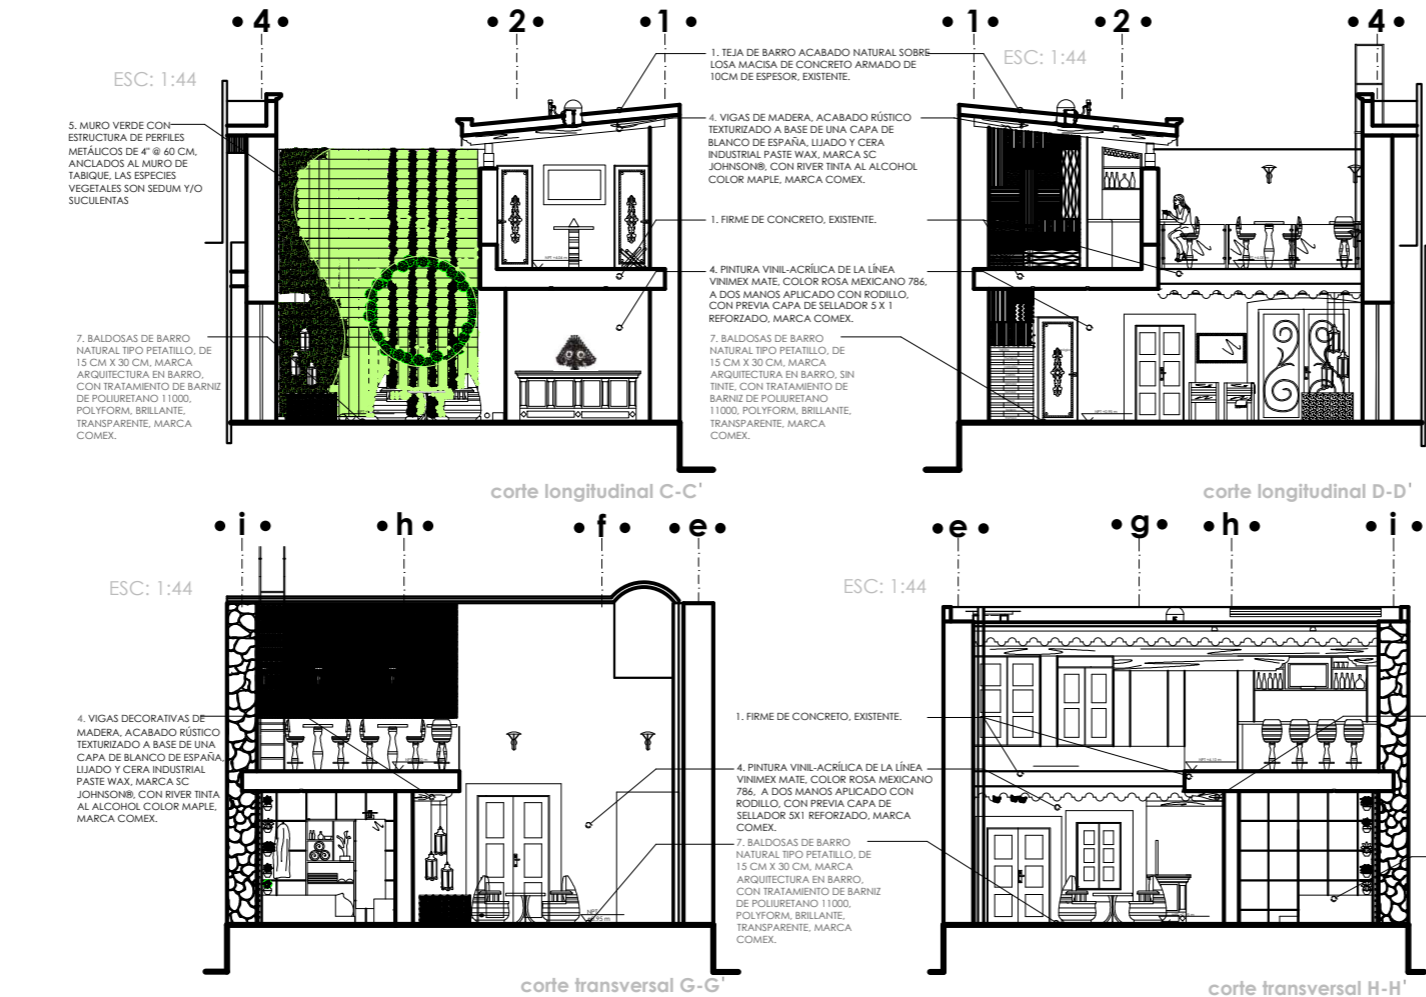 • 4 •
• 2 •
• 1 •
ESC: 1:44
5. MURO VERDE CON
ESTRUCTURA DE PERFILES
METÁLICOS DE 4" @ 60 CM,
ANCLADOS AL MURO DE
TABIQUE, LAS ESPECIES
VEGETALES SON SEDUM Y/O
SUCULENTAS
7. BALDOSAS DE BARRO
NATURAL TIPO PETATILLO, DE
15 CM X 30 CM, MARCA
ARQUITECTURA EN BARRO,
CON TRATAMIENTO DE BARNIZ
DE POLIURETANO 11000,
POLYFORM, BRILLANTE,
TRANSPARENTE, MARCA
COMEX.
corte longitudinal C-C'
1. TEJA DE BARRO ACABADO NATURAL SOBRE
LOSA MACISA DE CONCRETO ARMADO DE
10CM DE ESPESOR, EXISTENTE.
4. VIGAS DE MADERA, ACABADO RÚSTICO
TEXTURIZADO A BASE DE UNA CAPA DE
BLANCO DE ESPAÑA, LIJADO Y CERA
INDUSTRIAL PASTE WAX, MARCA SC
JOHNSON®, CON RIVER TINTA AL ALCOHOL
COLOR MAPLE, MARCA COMEX.
1. FIRME DE CONCRETO, EXISTENTE.
4. PINTURA VINIL-ACRÍLICA DE LA LÍNEA
VINIMEX MATE, COLOR ROSA MEXICANO 786,
A DOS MANOS APLICADO CON RODILLO,
CON PREVIA CAPA DE SELLADOR 5 X 1
REFORZADO, MARCA COMEX.
7. BALDOSAS DE BARRO
NATURAL TIPO PETATILLO, DE
15 CM X 30 CM, MARCA
ARQUITECTURA EN BARRO, SIN
TINTE, CON TRATAMIENTO DE
BARNIZ DE POLIURETANO
11000, POLYFORM, BRILLANTE,
TRANSPARENTE, MARCA
COMEX.
• 1 •
• 2 •
• 4 •
ESC: 1:44
corte longitudinal D-D'
• i •
• h •
• f •
• e •
ESC: 1:44
4. VIGAS DECORATIVAS DE
MADERA, ACABADO RÚSTICO
TEXTURIZADO A BASE DE UNA
CAPA DE BLANCO DE ESPAÑA,
LIJADO Y CERA INDUSTRIAL
PASTE WAX, MARCA SC
JOHNSON®, CON RIVER TINTA
AL ALCOHOL COLOR MAPLE,
MARCA COMEX.
corte transversal G-G'
• e •
• g •
• h •
• i •
ESC: 1:44
1. FIRME DE CONCRETO, EXISTENTE.
4. PINTURA VINIL-ACRÍLICA DE LA LÍNEA
VINIMEX MATE, COLOR ROSA MEXICANO
786, A DOS MANOS APLICADO CON
RODILLO, CON PREVIA CAPA DE
SELLADOR 5X1 REFORZADO, MARCA
COMEX.
7. BALDOSAS DE BARRO
NATURAL TIPO PETATILLO, DE
15 CM X 30 CM, MARCA
ARQUITECTURA EN BARRO,
CON TRATAMIENTO DE BARNIZ
DE POLIURETANO 11000,
POLYFORM, BRILLANTE,
TRANSPARENTE, MARCA
COMEX.
corte transversal H-H'